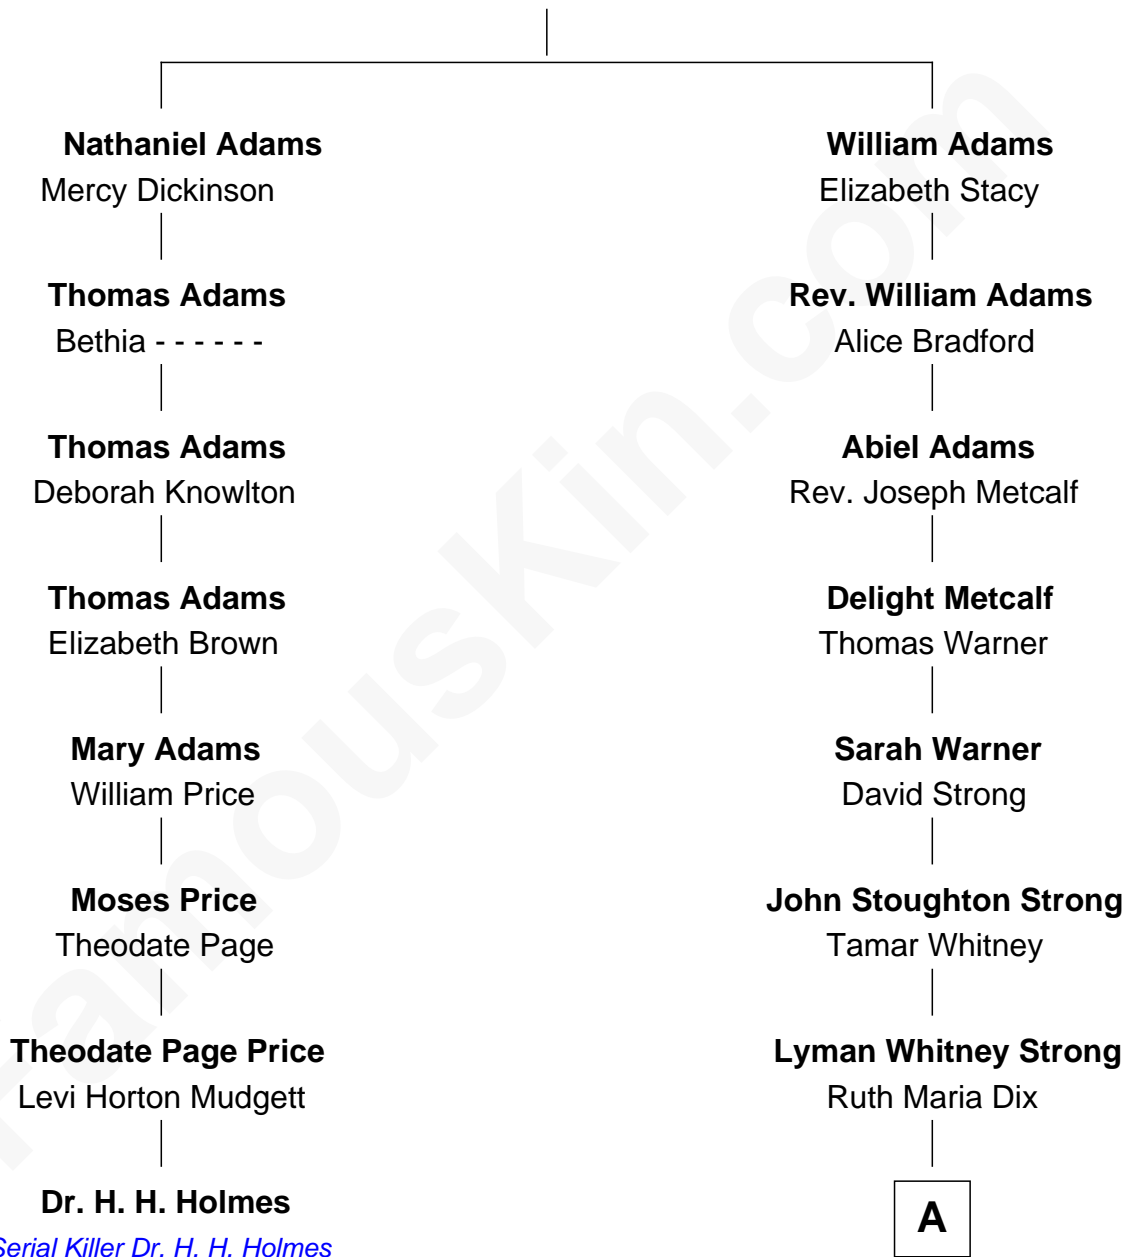 Nathaniel Adams
Mercy Dickinson
William Adams
Elizabeth Stacy
Thomas Adams
Bethia - - - - - -
Rev. William Adams
Alice Bradford
Thomas Adams
Deborah Knowlton
Abiel Adams
Rev. Joseph Metcalf
Thomas Adams
Elizabeth Brown
Delight Metcalf
Thomas Warner
Mary Adams
William Price
Sarah Warner
David Strong
Moses Price
Theodate Page
John Stoughton Strong
Tamar Whitney
Theodate Page Price
Levi Horton Mudgett
Lyman Whitney Strong
Ruth Maria Dix
Dr. H. H. Holmes
Serial Killer Dr. H. H. Holmes
A
FamousKin.com